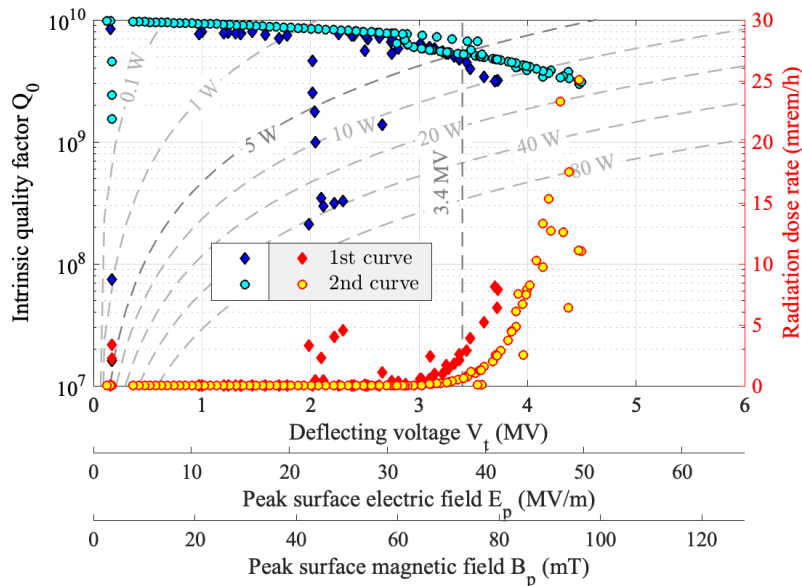 Intrinsic quality factor Q_0
10^10
10^9
10^8
10^7
0.1 W
1 W
5 W
10 W
20 W
40 W
80 W
3.4 MV
1st curve
2nd curve
30
25
20
15
10
5
0
Radiation dose rate (mrem/h)
0 1 2 3 4 5 6
Deflecting voltage V_t (MV)
0 10 20 30 40 50 60
Peak surface electric field E_p (MV/m)
0 20 40 60 80 100 120
Peak surface magnetic field B_p (mT)